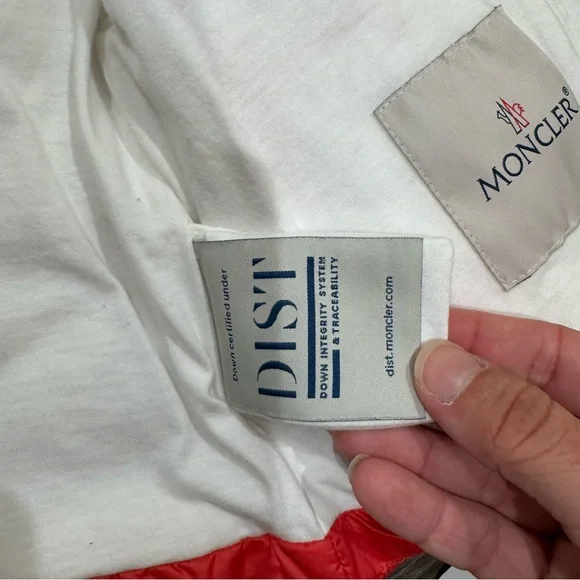 MONCLER®
Down certified under
DIST
DOWN INTEGRITY SYSTEM
& TRACEABILITY
dist.moncler.com